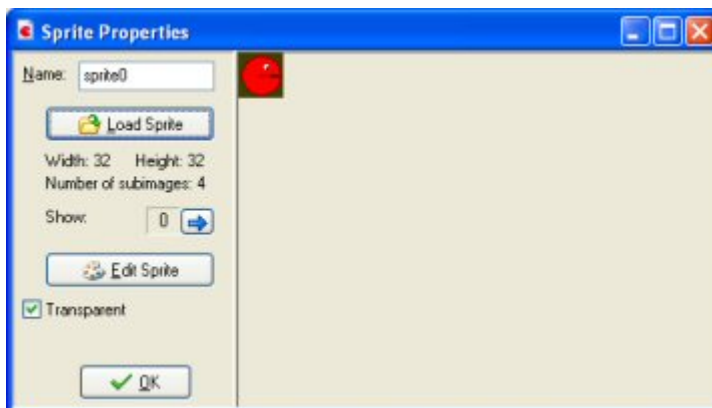 Sprite Properties
Name: sprite0
Load Sprite
Width: 32 Height: 32
Number of subimages: 4
Show: 0
Edit Sprite
Transparent
OK